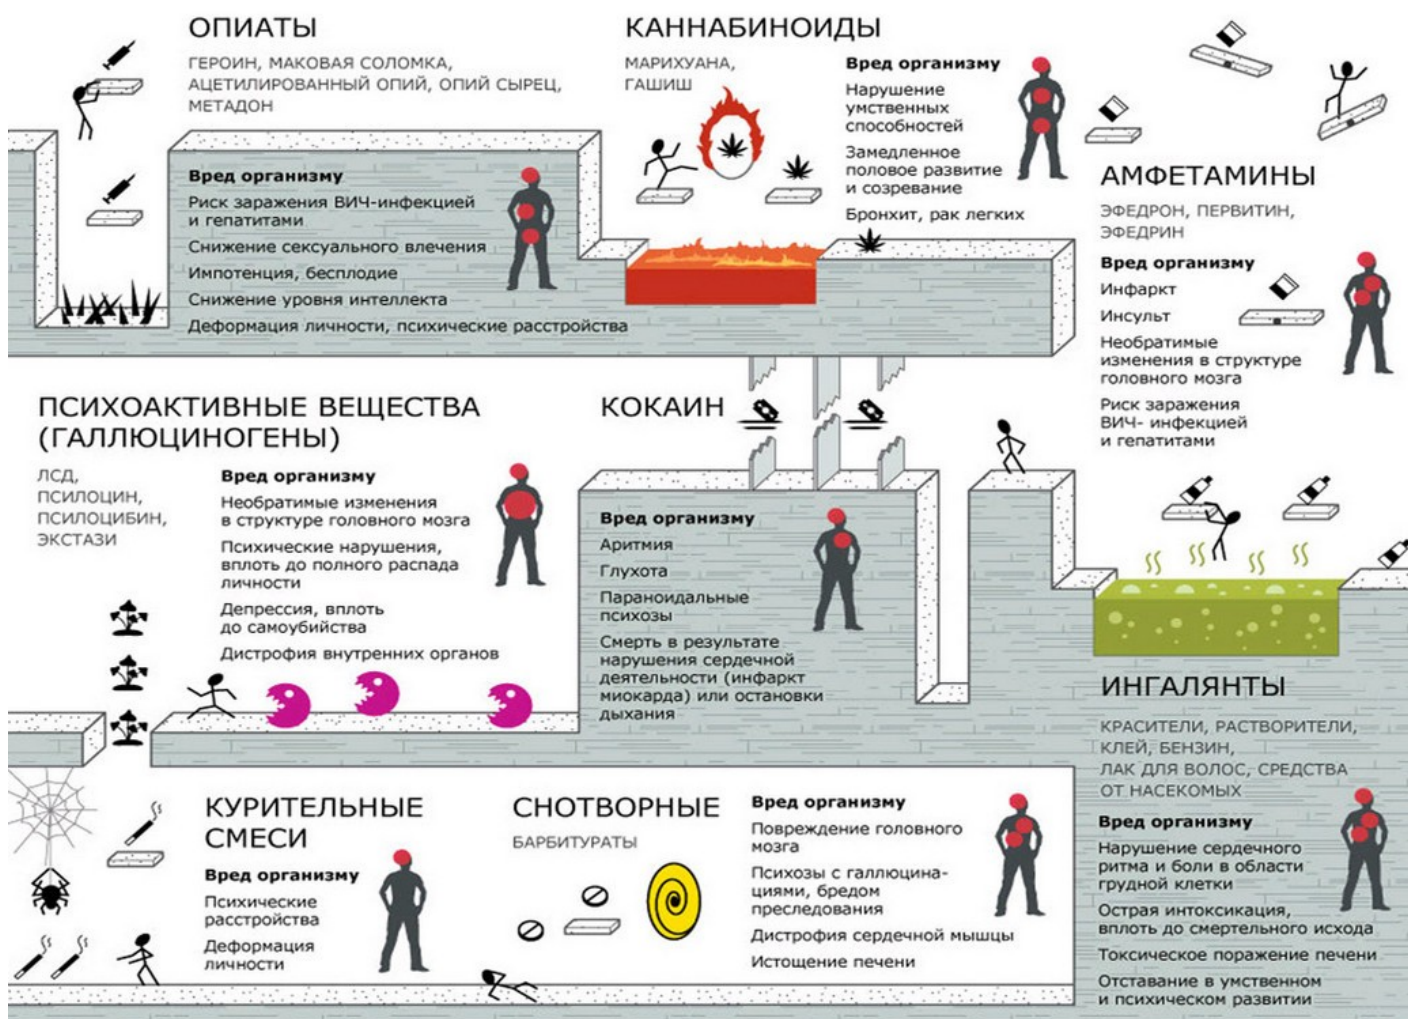 ОПИАТЫ
ГЕРОИН, МАКОВАЯ СОЛОМКА,
АЦЕТИЛИРОВАННЫЙ ОПИЙ, ОПИЙ СЫРЕЦ,
МЕТАДОН
Вред организму
Риск заражения ВИЧ-инфекцией
и гепатитами
Снижение сексуального влечения
Импотенция, бесплодие
Снижение уровня интеллекта
Деформация личности, психические расстройства
КАННАБИНОИДЫ
МАРИХУАНА,
ГАШИШ
Вред организму
Нарушение
умственных
способностей
Замедленное
половое развитие
и созревание
Бронхит, рак легких
АМФЕТАМИНЫ
ЭФЕДРОН, ПЕРВИТИН,
ЭФЕДРИН
Вред организму
Инфаркт
Инсульт
Необратимые
изменения в структуре
головного мозга
Риск заражения
ВИЧ- инфекцией
и гепатитами
ПСИХОАКТИВНЫЕ ВЕЩЕСТВА
(ГАЛЛЮЦИНОГЕНЫ)
ЛСД,
ПСИЛОЦИН,
ПСИЛОЦИБИН,
ЭКСТАЗИ
Вред организму
Необратимые изменения
в структуре головного мозга
Психические нарушения,
вплоть до полного распада
личности
Депрессия, вплоть
до самоубийства
Дистрофия внутренних органов
КОКАИН
Вред организму
Аритмия
Глухота
Параноидальные
психозы
Смерть в результате
нарушения сердечной
деятельности (инфаркт
миокарда) или остановки
дыхания
ИНГАЛЯНТЫ
КРАСИТЕЛИ, РАСТВОРИТЕЛИ,
КЛЕЙ, БЕНЗИН,
ЛАК ДЛЯ ВОЛОС, СРЕДСТВА
ОТ НАСЕКОМЫХ
Вред организму
Нарушение сердечного
ритма и боли в области
грудной клетки
Острая интоксикация,
вплоть до смертельного исхода
Токсическое поражение печени
Отставание в умственном
и психическом развитии
КУРИТЕЛЬНЫЕ
СМЕСИ
Вред организму
Психические
расстройства
Деформация
личности
СНОТВОРНЫЕ
БАРБИТУРАТЫ
Вред организму
Повреждение головного
мозга
Психозы с галлюцина-
циями, бредом
преследования
Дистрофия сердечной мышцы
Истощение печени